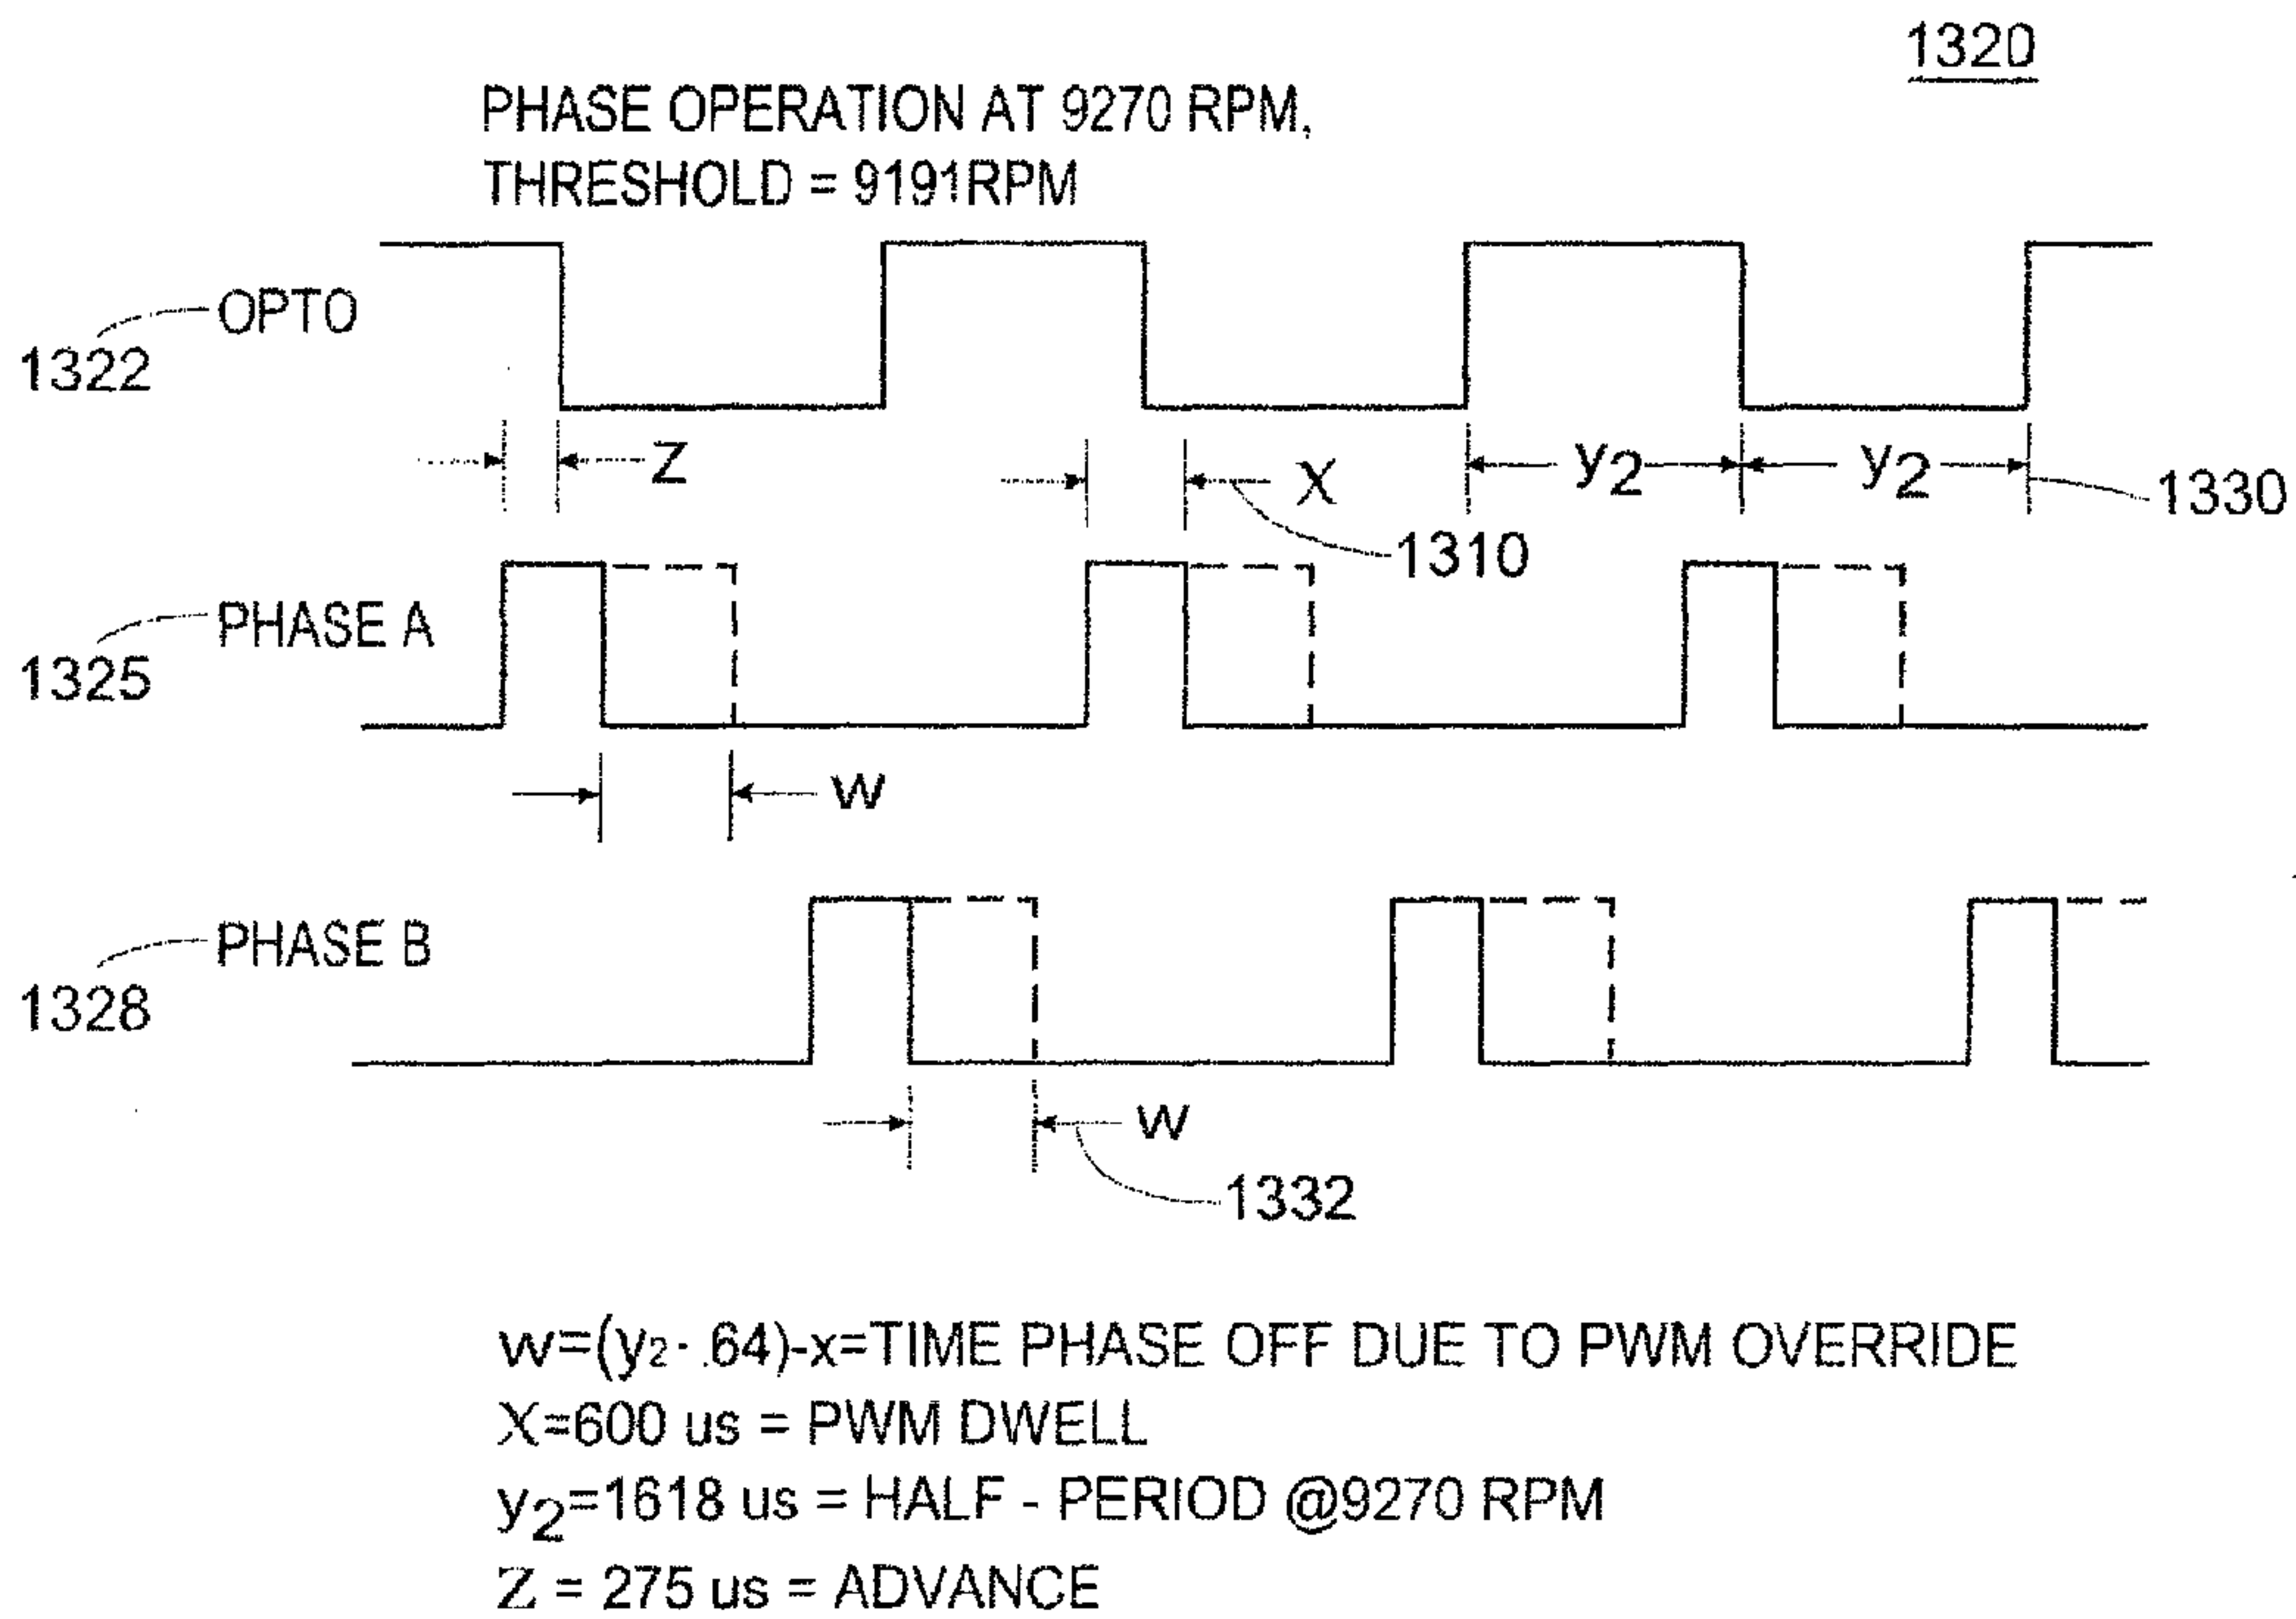 1320
PHASE OPERATION AT 9270 RPM,
THRESHOLD = 9191RPM
OPTO
1322
Z
X
y2
y2
1330
1310
PHASE A
1325
w
PHASE B
1328
w
1332
w=(y2- .64)-x=TIME PHASE OFF DUE TO PWM OVERRIDE
X=600 us = PWM DWELL
y2=1618 us = HALF - PERIOD @9270 RPM
Z = 275 us = ADVANCE